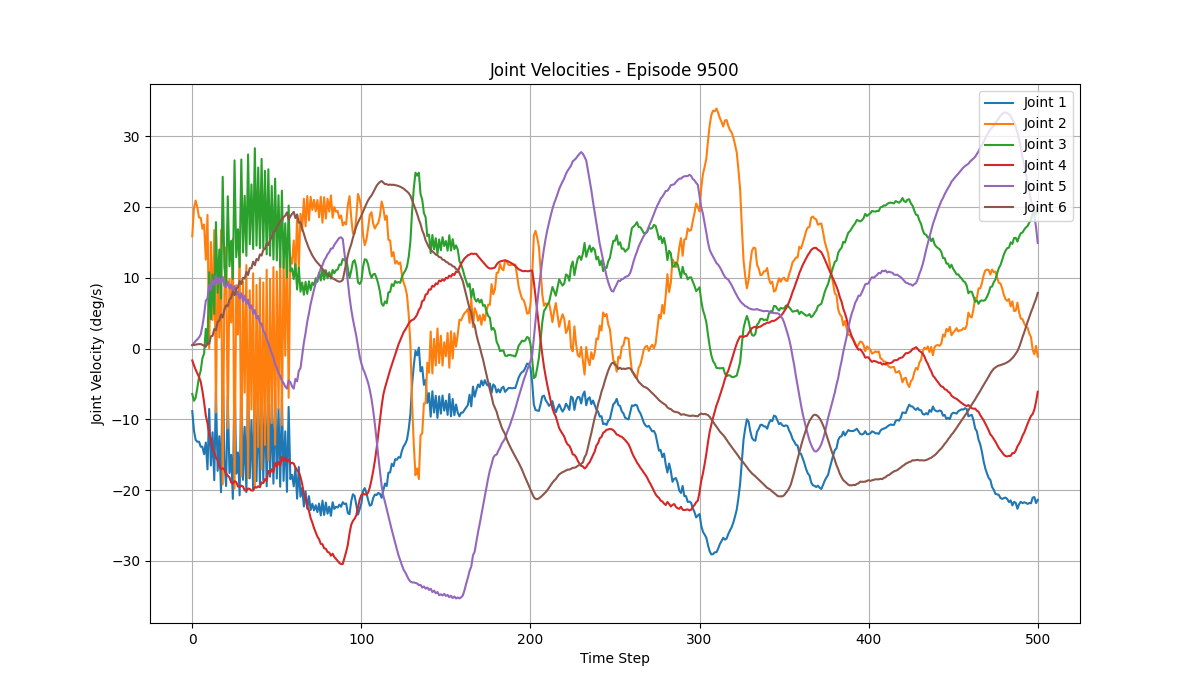 Joint Velocities - Episode 9500
Joint Velocity (deg/s)
30
20
10
0
−10
−20
−30
0
100
200
300
400
500
Time Step
Joint 1
Joint 2
Joint 3
Joint 4
Joint 5
Joint 6